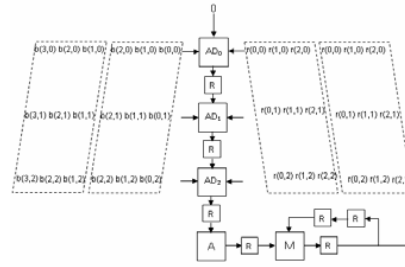 0
b(3,0) b(2,0) b(1,0) b(2,0) b(1,0) b(0,0) AD₀ r(0,0) r(1,0) r(2,0) r(0,0) r(1,0) r(2,0)
R
b(3,1) b(2,1) b(1,1) b(2,1) b(1,1) b(0,1) AD₁ r(0,1) r(1,1) r(2,1) r(0,1) r(1,1) r(2,1)
R
b(3,2) b(2,2) b(1,2) b(2,2) b(1,2) b(0,2) AD₂ r(0,2) r(1,2) r(2,2) r(0,2) r(1,2) r(2,
R R R
A R M R